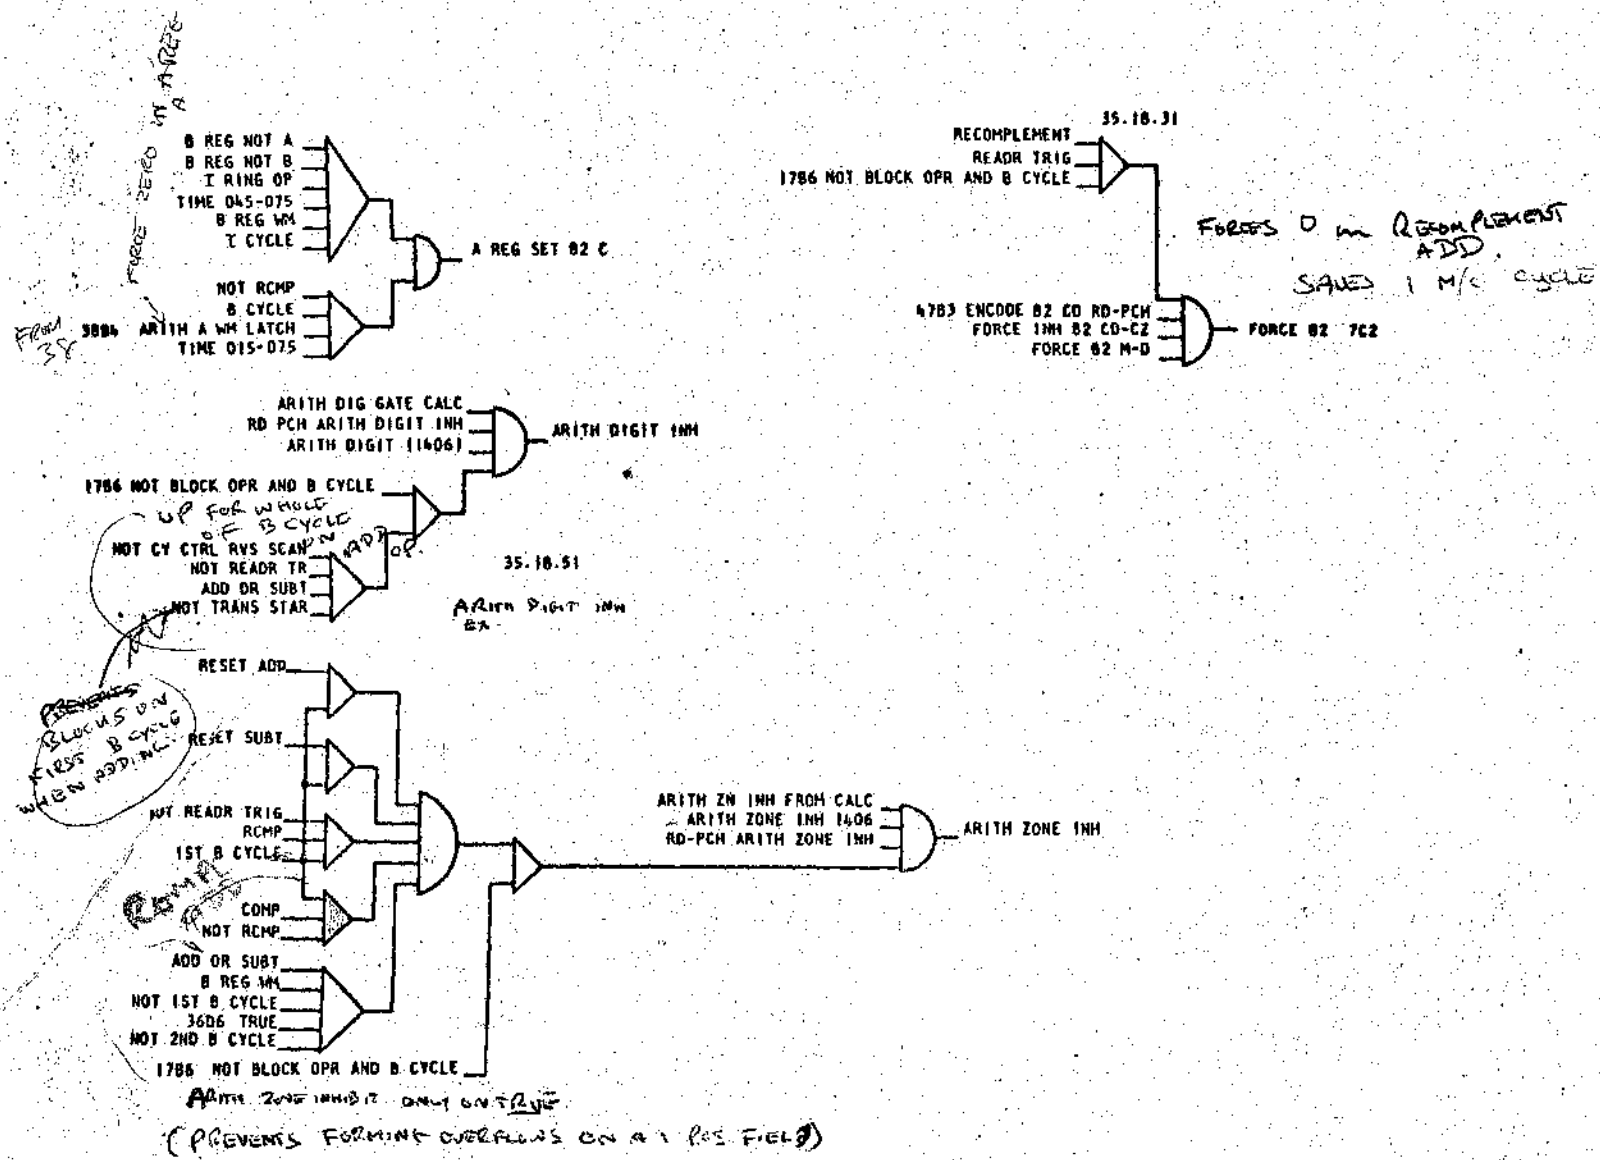 FORCE ZERO IN A REG
A
B REG NOT A
B REG NOT B
I RING OP
TIME 045-075
B REG WM
I CYCLE
A REG SET 82 C
NOT RCMP
B CYCLE
FROM 38
ARITH A WM LATCH
TIME 015-075
35.18.31
RECOMPLEMENT
READR TRIG
1786 NOT BLOCK OPR AND B CYCLE
FORCES 0 on RECOMPLEMENT
ADD.
SAVES 1 M/C CYCLE
47B3 ENCODE 82 CD RD-PCH
FORCE INH 82 CD-CZ
FORCE 82 M-D
FORCE 82 7C2
ARITH DIG GATE CALC
RD PCH ARITH DIGIT INH
ARITH DIGIT (1406)
ARITH DIGIT INH
1786 NOT BLOCK OPR AND B CYCLE
UP FOR WHOLE
OF B CYCLE
ON ADD OP.
NOT CY CTRL RVS SCAN
NOT READR TR
ADD OR SUBT
NOT TRANS STAR
35.18.51
ARITH DIGIT INH
EX
RESET ADD
PREVENTS
BLOCKS ON
FIRST B CYCLE
WHEN ADDING.
RESET SUBT
NOT READR TRIG
RCMP
1ST B CYCLE
COMP
NOT RCMP
ADD OR SUBT
B REG WM
NOT 1ST B CYCLE
36D6 TRUE
NOT 2ND B CYCLE
1786 NOT BLOCK OPR AND B CYCLE
ARITH ZN INH FROM CALC
ARITH ZONE INH 1406
RD-PCH ARITH ZONE INH
ARITH ZONE INH
ARITH ZONE INHIBIT ONLY ON TRUE
(PREVENTS FORMING OVERFLOWS ON A 1 POS FIELD)